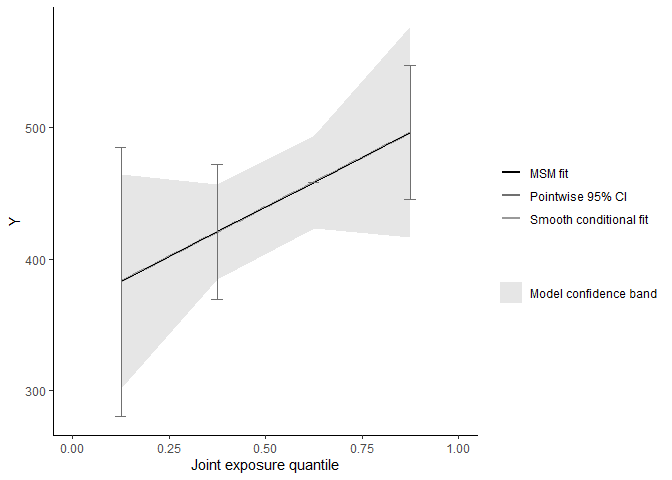 500
400
300
Y
0.00 0.25 0.50 0.75 1.00
Joint exposure quantile
MSM fit
Pointwise 95% CI
Smooth conditional fit
Model confidence band